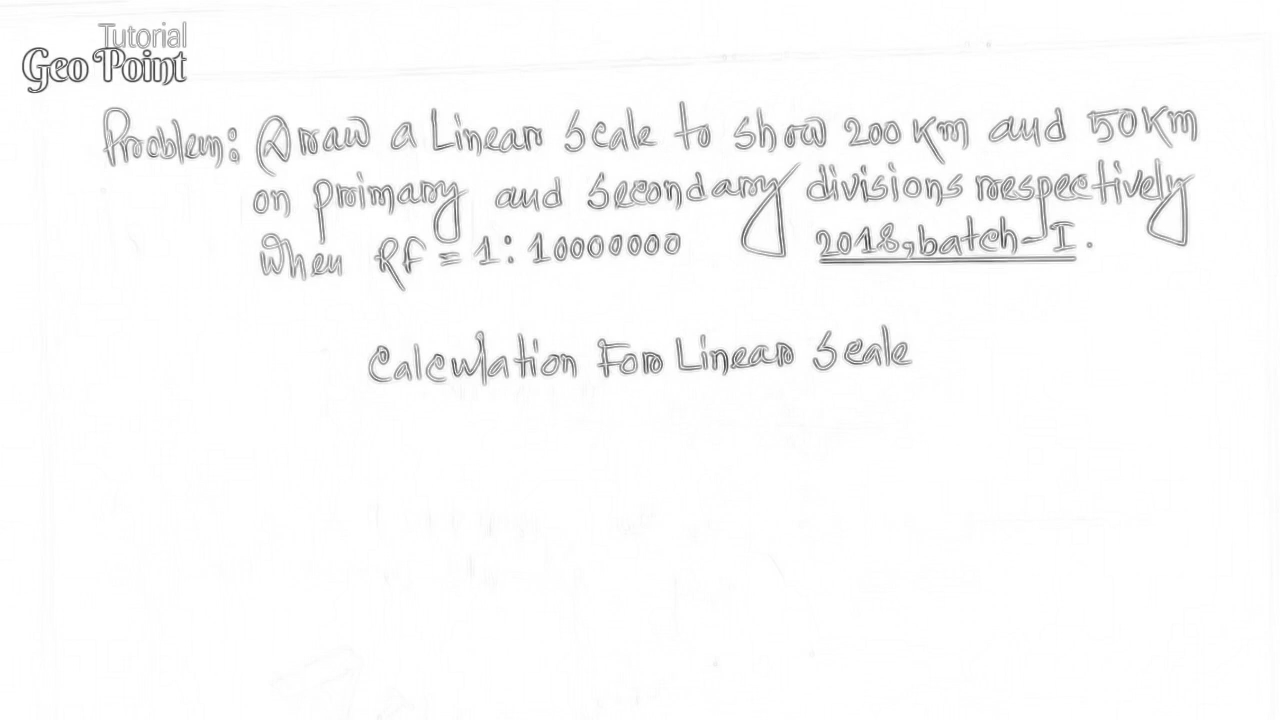 Tutorial
Geo Point
Problem: Draw a Linear Scale to show 200 Km and 50 Km
on primary and Secondary divisions respectively
When RF = 1:10000000 2018, batch-I.
Calculation For Linear Scale